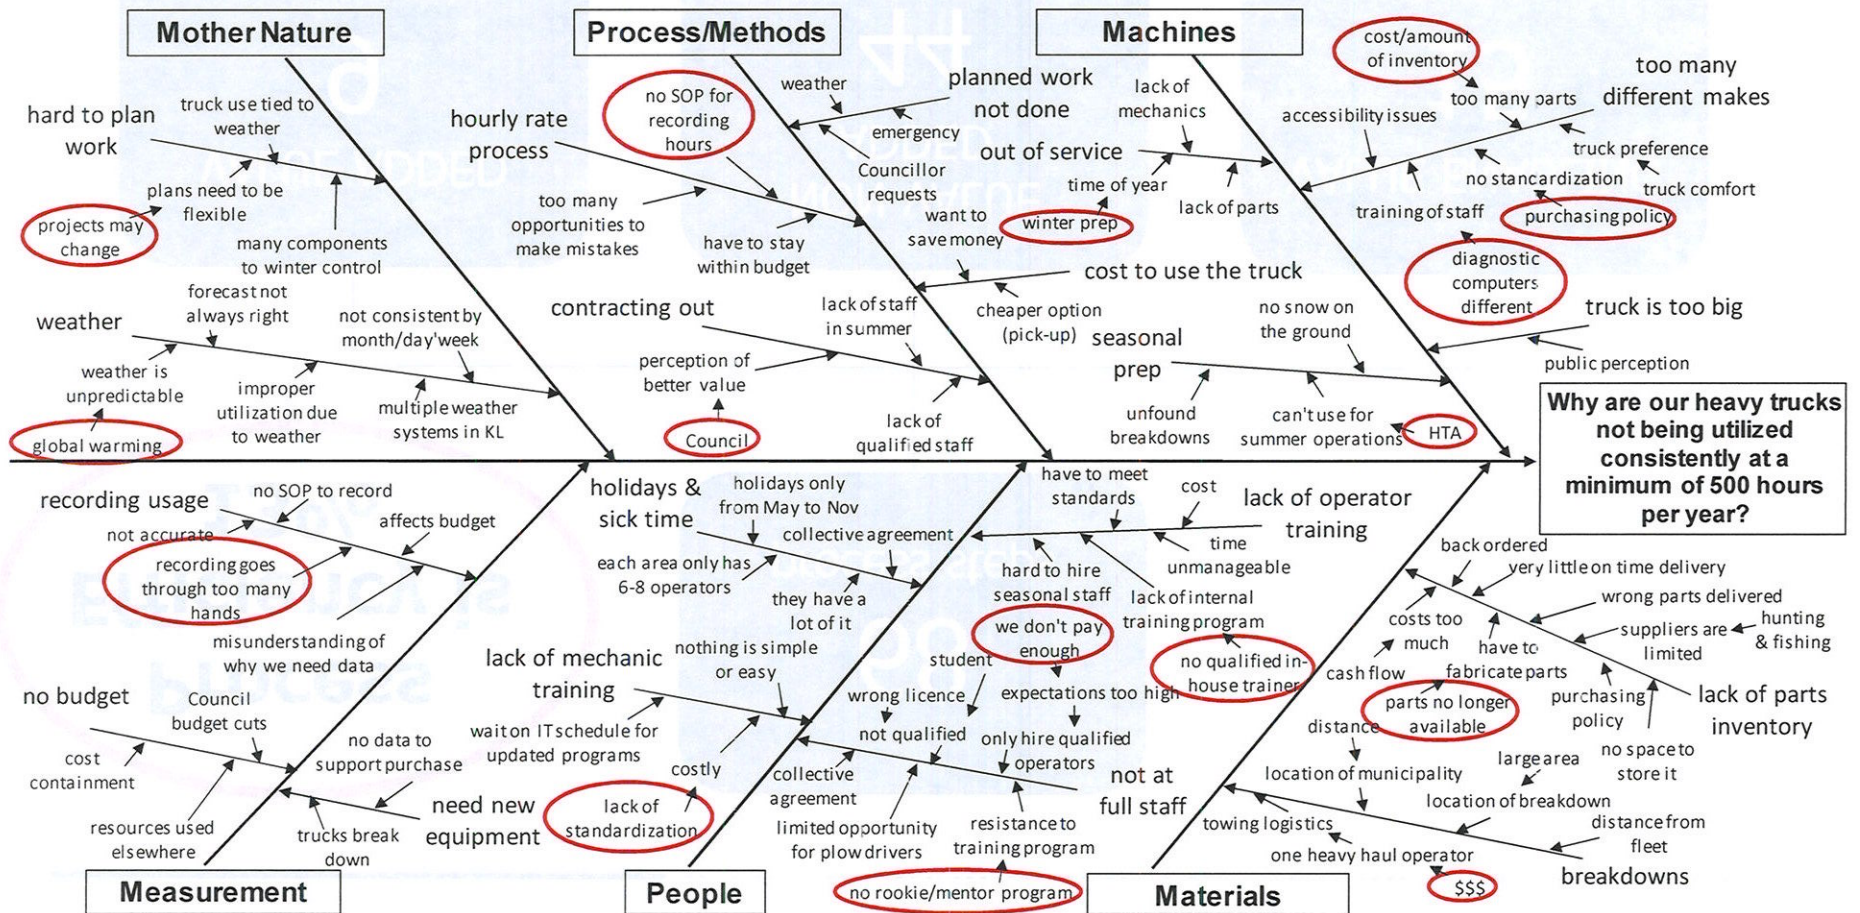 Mother Nature
hard to plan
work
truck use tied to
weather
plans need to be
flexible
projects may
change
many components
to winter control
weather
forecast not
always right
not consistent by
month/day'week
weather is
unpredictable
global warming
improper
utilization due
to weather
multiple weather
systems in KL
Process/Methods
hourly rate
process
no SOP for
recording
hours
too many
opportunities to
make mistakes
have to stay
within budget
weather
planned work
not done
emergency
Councillor
requests
contracting out
lack of staff
in summer
perception of
better value
Council
lack of
qualified staff
want to
save money
cost to use the truck
cheaper option
(pick-up)
Machines
lack of
mechanics
out of service
time of year
winter prep
lack of parts
cost/amount
of inventory
too many
different makes
too many parts
accessibility issues
truck preference
truck comfort
no stancardization
purchasing policy
training of staff
diagnostic
computers
different
seasonal
prep
no snow on
the ground
unfound
breakdowns
can't use for
summer operations
HTA
truck is too big
public perception
Why are our heavy trucks
not being utilized
consistently at a
minimum of 500 hours
per year?
recording usage
no SOP to record
not accurate
affects budget
recording goes
through too many
hands
misunderstanding of
why we need data
no budget
Council
budget cuts
cost
containment
resources used
elsewhere
no data to
support purchase
need new
equipment
trucks break
down
Measurement
holidays &
sick time
holidays only
from May to Nov
collective agreement
each area only has
6-8 operators
they have a
lot of it
have to meet
standards
cost
lack of operator
training
time
unmanageable
hard to hire
seasonal staff
lack of internal
training program
no qualified in-
house trainer
lack of mechanic
training
nothing is simple
or easy
wait on IT schedule for
updated programs
costly
lack of
standardization
we don't pay
enough
student
wrong licence
expectations too high
not qualified
only hire qualified
operators
not at
full staff
collective
agreement
limited opportunity
for plow drivers
resistance to
training program
no rookie/mentor program
People
back ordered
very little on time delivery
wrong parts delivered
suppliers are
limited
hunting
& fishing
costs too
much
cash flow
have to
fabricate parts
parts no longer
available
purchasing
policy
no space to
store it
lack of parts
inventory
distance
location of municipality
large area
location of breakdown
distance from
fleet
towing logistics
one heavy haul operator
$$$
breakdowns
Materials